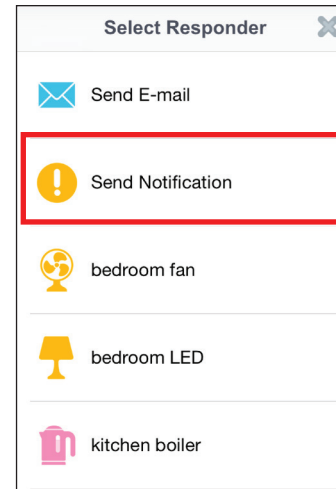 Select Responder
Send E-mail
Send Notification
bedroom fan
bedroom LED
kitchen boiler